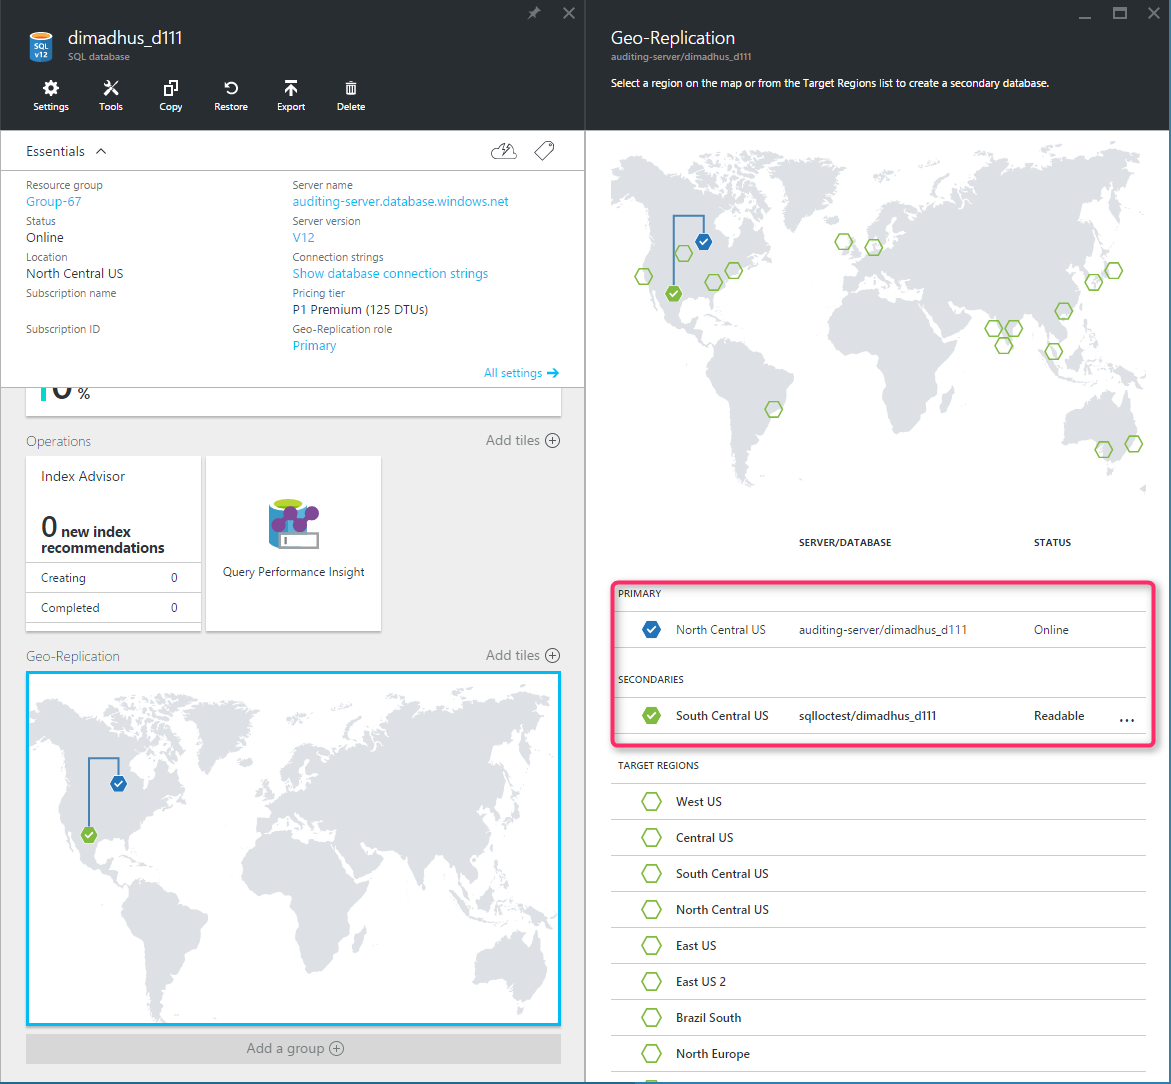 dimadhus_d111
SQL database
SQL
v12
Settings
Tools
Copy
Restore
Export
Delete
Essentials
Resource group
Group-67
Status
Online
Location
North Central US
Subscription name
Subscription ID
Server name
auditing-server.database.windows.net
Server version
V12
Connection strings
Show database connection strings
Pricing tier
P1 Premium (125 DTUs)
Geo-Replication role
Primary
All settings
%
Operations
Add tiles
Index Advisor
0 new index
recommendations
Creating 0
Completed 0
Query Performance Insight
Geo-Replication
Add tiles
Add a group
Geo-Replication
auditing-server/dimadhus_d111
Select a region on the map or from the Target Regions list to create a secondary database.
SERVER/DATABASE STATUS
PRIMARY
North Central US auditing-server/dimadhus_d111 Online
SECONDARIES
South Central US sqlloctest/dimadhus_d111 Readable ...
TARGET REGIONS
West US
Central US
South Central US
North Central US
East US
East US 2
Brazil South
North Europe